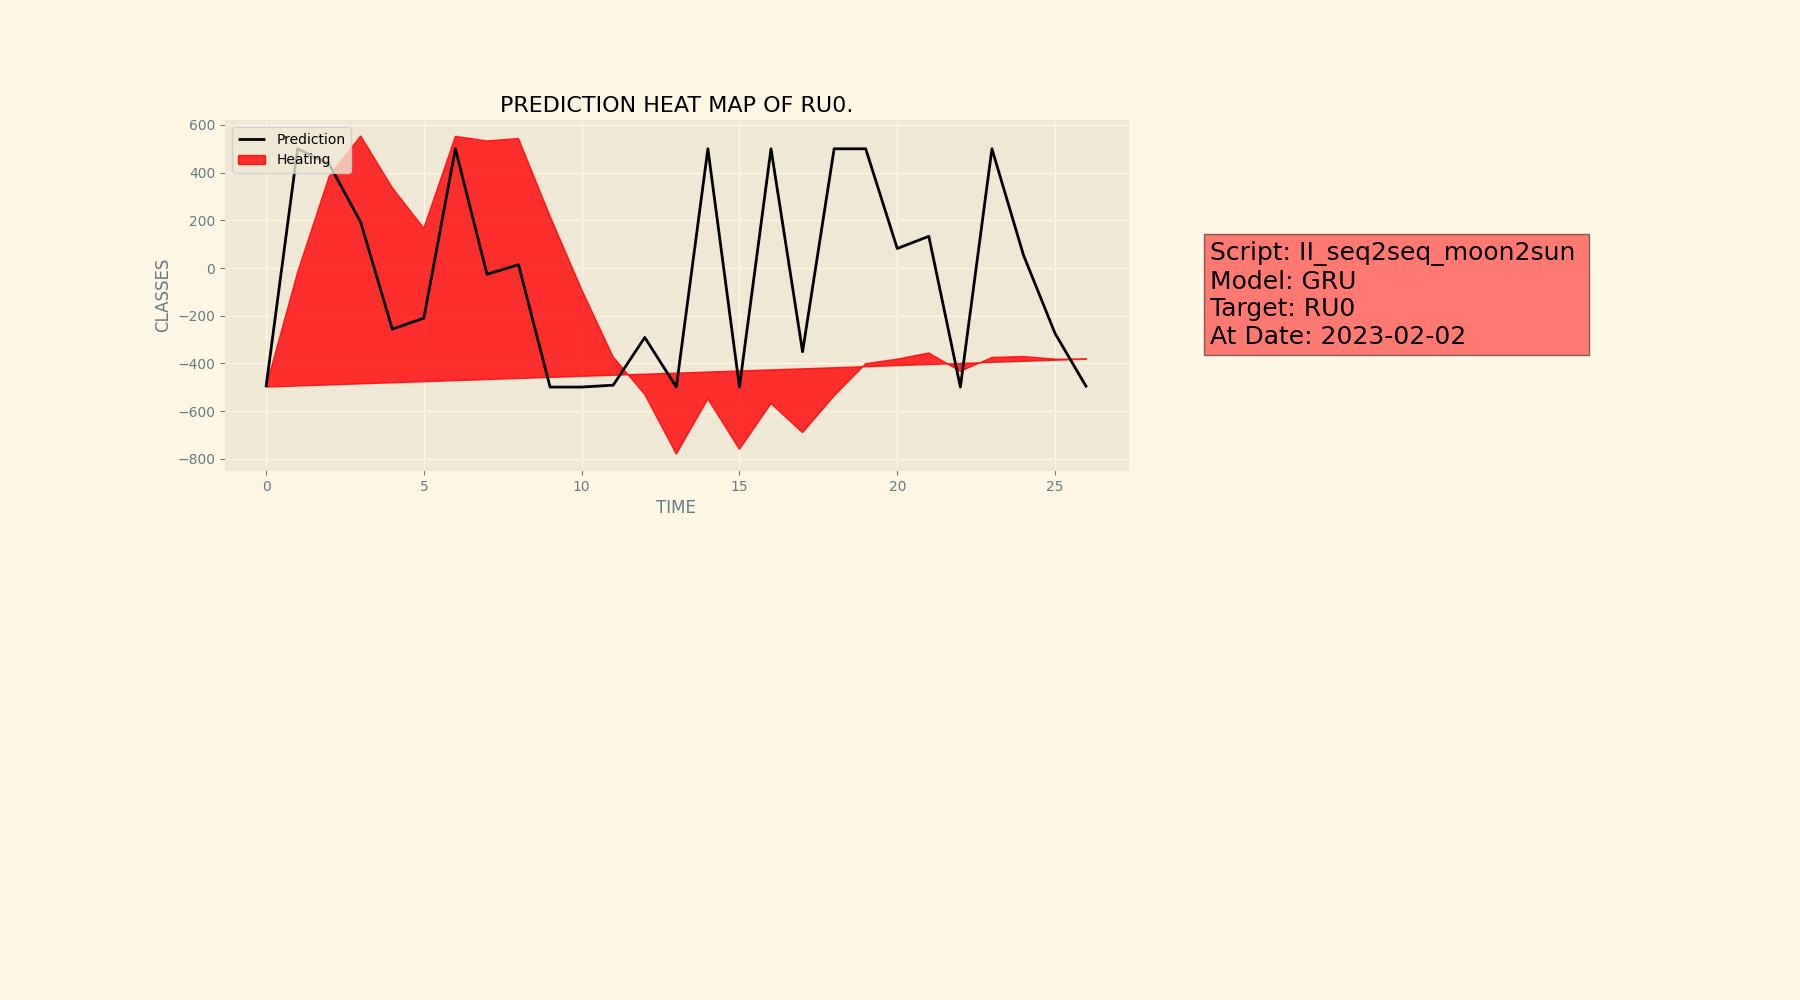 PREDICTION HEAT MAP OF RU0.
Prediction
Heating
600
400
200
0
−200
−400
−600
−800
CLASSES
0 5 10 15 20 25
TIME
Script: II_seq2seq_moon2sun
Model: GRU
Target: RU0
At Date: 2023-02-02